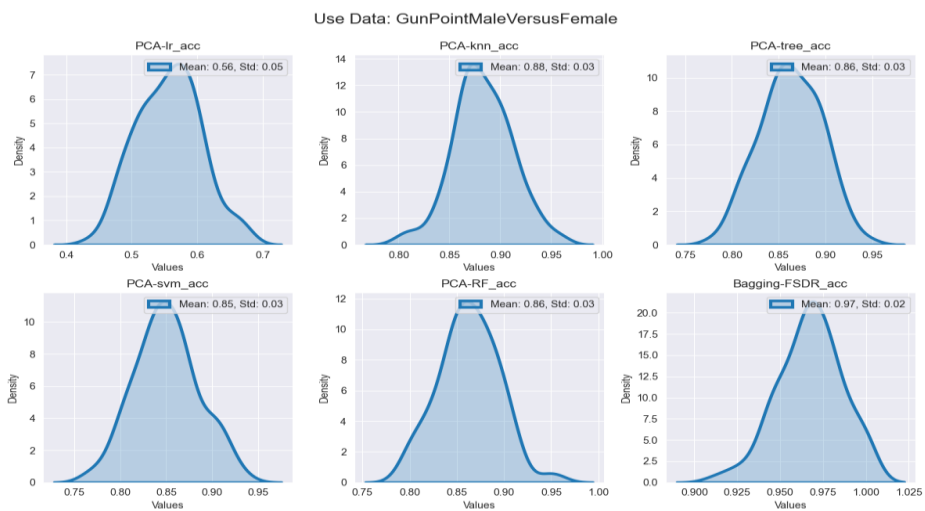 Use Data: GunPointMaleVersusFemale
PCA-lr_acc
Mean: 0.56, Std: 0.05
Density
7
6
5
4
3
2
1
0
0.4 0.5 0.6 0.7
Values
PCA-knn_acc
Mean: 0.88, Std: 0.03
Density
14
12
10
8
6
4
2
0
0.80 0.85 0.90 0.95 1.00
Values
PCA-tree_acc
Mean: 0.86, Std: 0.03
Density
10
8
6
4
2
0
0.75 0.80 0.85 0.90 0.95
Values
PCA-svm_acc
Mean: 0.85, Std: 0.03
Density
10
8
6
4
2
0
0.75 0.80 0.85 0.90 0.95
Values
PCA-RF_acc
Mean: 0.86, Std: 0.03
Density
12
10
8
6
4
2
0
0.75 0.80 0.85 0.90 0.95 1.00
Values
Bagging-FSDR_acc
Mean: 0.97, Std: 0.02
Density
20.0
17.5
15.0
12.5
10.0
7.5
5.0
2.5
0.0
0.900 0.925 0.950 0.975 1.000 1.025
Values